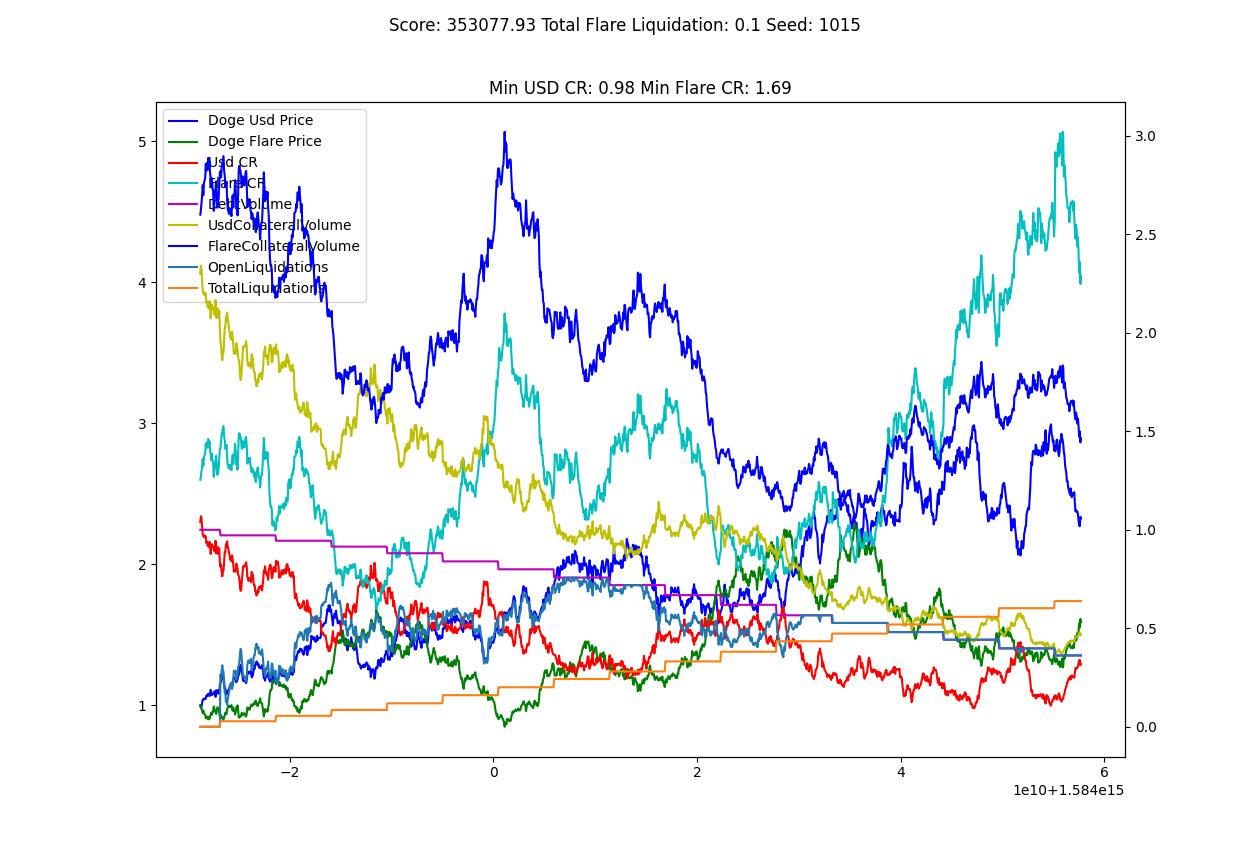 Score: 353077.93 Total Flare Liquidation: 0.1 Seed: 1015
Min USD CR: 0.98 Min Flare CR: 1.69
Doge Usd Price
Doge Flare Price
Usd CR
Flare CR
DebtVolume
UsdCollateralVolume
FlareCollateralVolume
OpenLiquidations
TotalLiquidations
5
4
3
2
1
3.0
2.5
2.0
1.5
1.0
0.5
0.0
−2
0
2
4
6
1e10+1.584e15